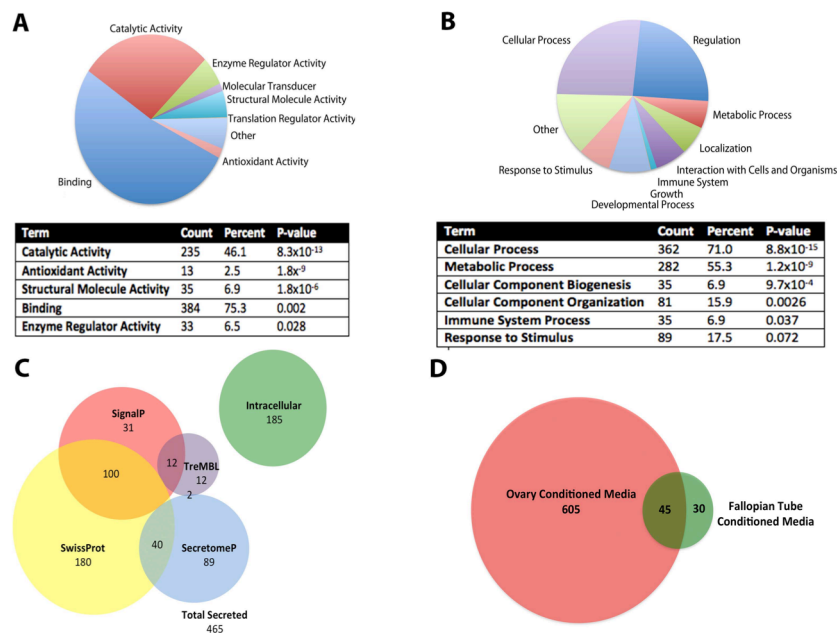 A
Catalytic Activity
Enzyme Regulator Activity
Molecular Transducer
Structural Molecule Activity
Translation Regulator Activity
Other
Antioxidant Activity
Binding
Term Count Percent P-value
Catalytic Activity 235 46.1 8.3x10-13
Antioxidant Activity 13 2.5 1.8x-9
Structural Molecule Activity 35 6.9 1.8x10-6
Binding 384 75.3 0.002
Enzyme Regulator Activity 33 6.5 0.028
B
Cellular Process
Regulation
Metabolic Process
Localization
Other
Response to Stimulus
Interaction with Cells and Organisms
Immune System
Growth
Developmental Process
Term Count Percent P-value
Cellular Process 362 71.0 8.8x10-15
Metabolic Process 282 55.3 1.2x10-9
Cellular Component Biogenesis 35 6.9 9.7x10-4
Cellular Component Organization 81 15.9 0.0026
Immune System Process 35 6.9 0.037
Response to Stimulus 89 17.5 0.072
C
SignalP
31
Intracellular
185
12
TreMBL
12
2
100
SwissProt
180
40
SecretomeP
89
Total Secreted
465
D
Ovary Conditioned Media
605
45
30
Fallopian Tube
Conditioned Media